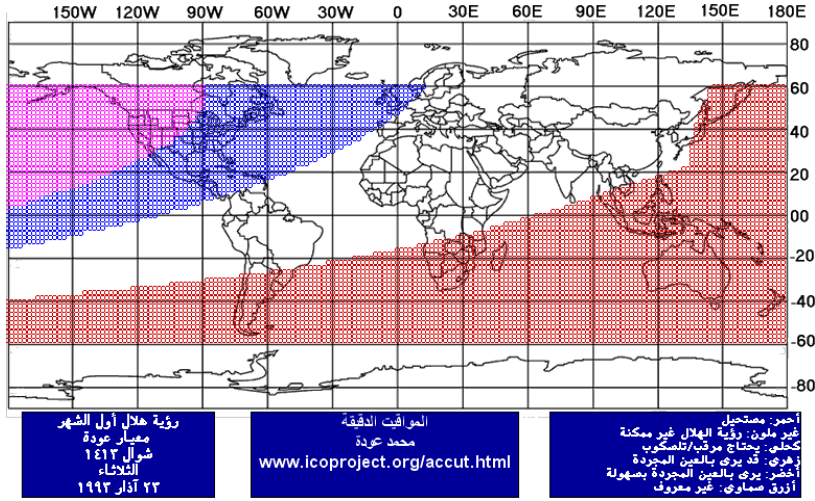 150W 120W 90W 60W 30W 0 30E 60E 90E 120E 150E 180E
80
60
40
20
00
-20
-40
-60
-80
رؤية هلال أول الشهر
معيار عودة
شوال ١٤١٣
الثلاثاء
٢٣ آذار ١٩٩٣
المواقيت الدقيقة
محمد عودة
www.icoproject.org/accut.html
أحمر: مستحيل
غير ملون: رؤية الهلال غير ممكنة
كحلي: يحتاج مرقب/تلسكوب
زهري: قد يرى بالعين المجردة
أخضر: يرى بالعين المجردة بصهولة
أزرق صماوي: غير معروف